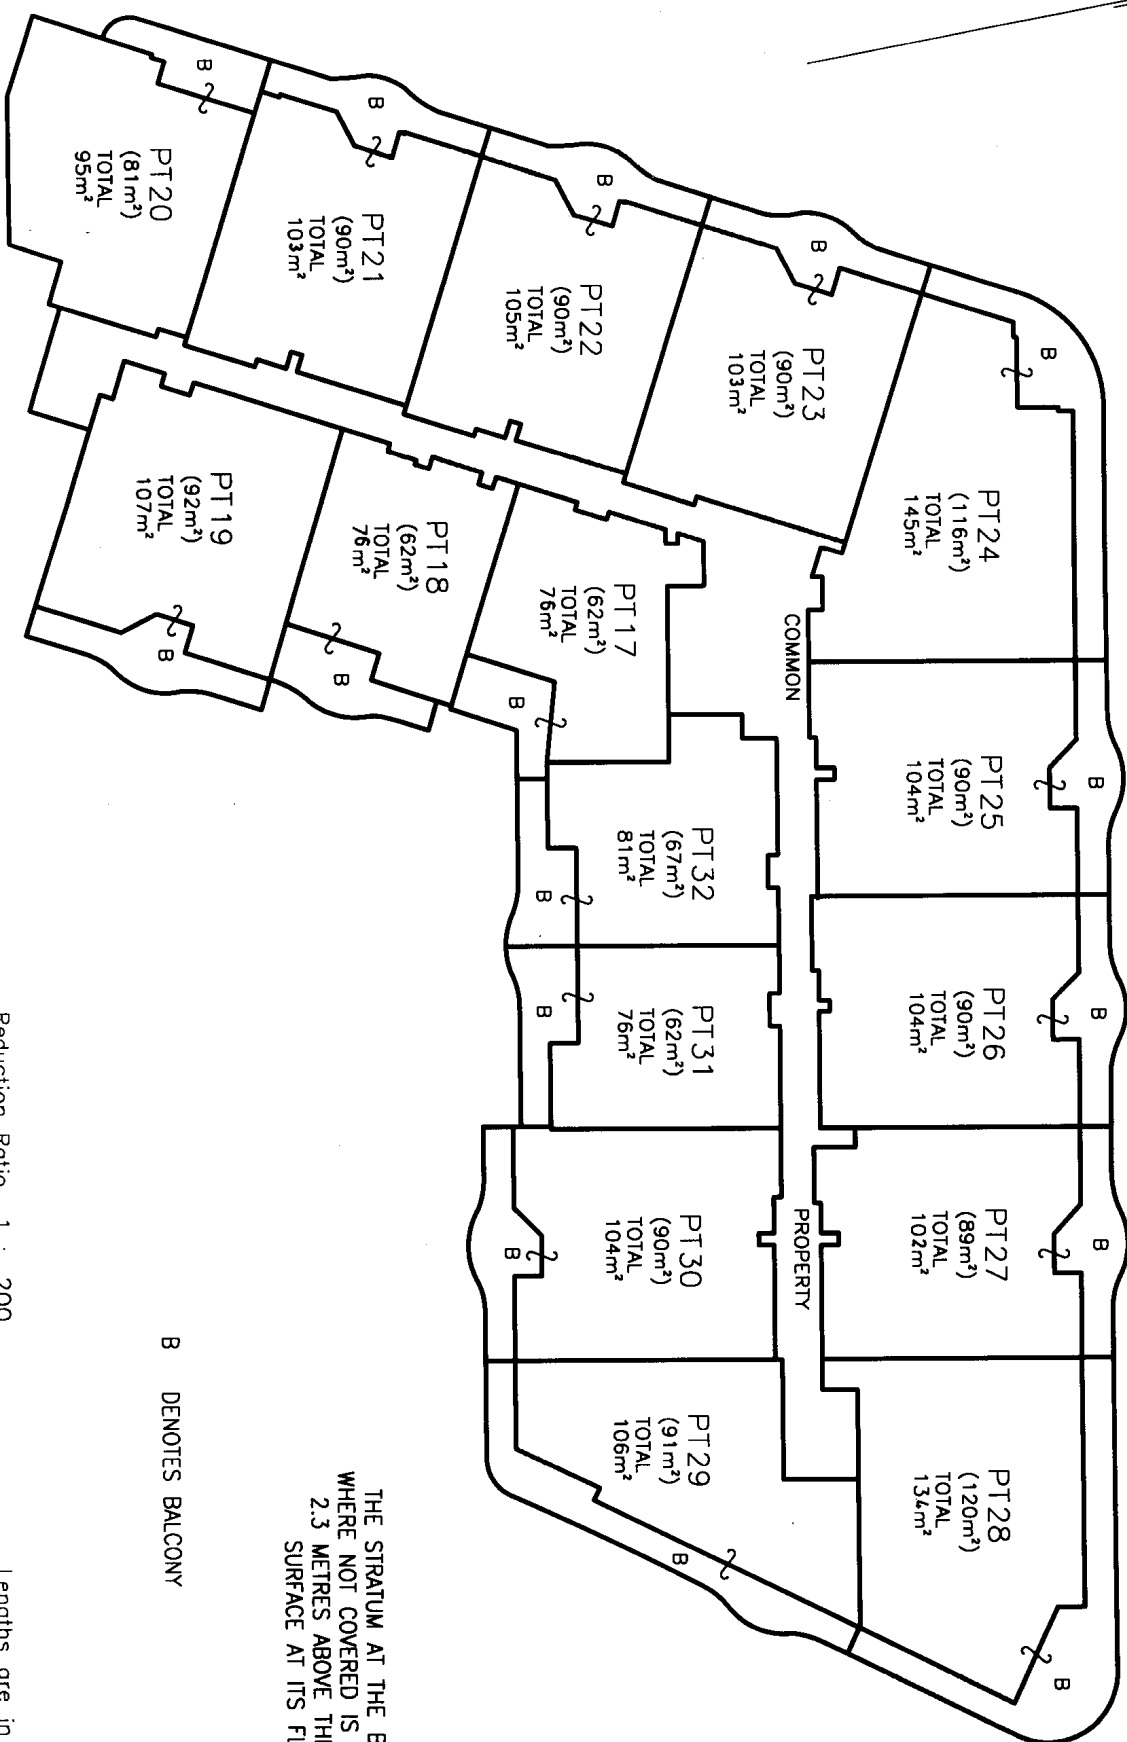 B
PT20
(81m²)
TOTAL
95m²
B
PT21
(90m²)
TOTAL
103m²
B
PT22
(90m²)
TOTAL
105m²
B
PT23
(90m²)
TOTAL
103m²
B
PT24
(116m²)
TOTAL
145m²
PT19
(92m²)
TOTAL
107m²
B
PT18
(62m²)
TOTAL
76m²
B
PT17
(62m²)
TOTAL
76m²
B
COMMON
PROPERTY
B
PT25
(90m²)
TOTAL
104m²
B
PT26
(90m²)
TOTAL
104m²
B
PT27
(89m²)
TOTAL
102m²
PT28
(120m²)
TOTAL
134m²
B
PT32
(67m²)
TOTAL
81m²
B
PT31
(62m²)
TOTAL
76m²
B
PT30
(90m²)
TOTAL
104m²
B
PT29
(91m²)
TOTAL
106m²
B
THE STRATUM AT THE B
WHERE NOT COVERED IS
2.3 METRES ABOVE TH
SURFACE AT ITS FL
B DENOTES BALCONY
Reduction Ratio 1 : 200
Lengths are in